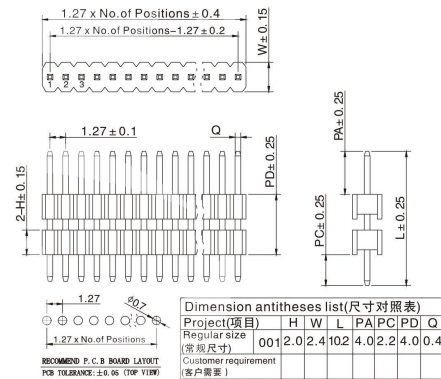 1.27 x No.of Positions±0.4
1.27 x No.of Positions-1.27±0.2
W±0.15
1 2 3
1.27±0.1
Q
PD±0.25
2-H±0.15
PA±0.25
PC±0.25
L±0.25
1.27
Φ0.7
1.27 x No.of Positions
RECOMMEND P.C.B BOARD LAYOUT
PCB TOLERANCE:±0.05 (TOP VIEW)
Dimension antitheses list(尺寸对照表)
Project(项目) H W L PA PC PD Q
Regular size (常规尺寸) 001 2.0 2.4 10.2 4.0 2.2 4.0 0.4
Customer requirement
(客户需要)